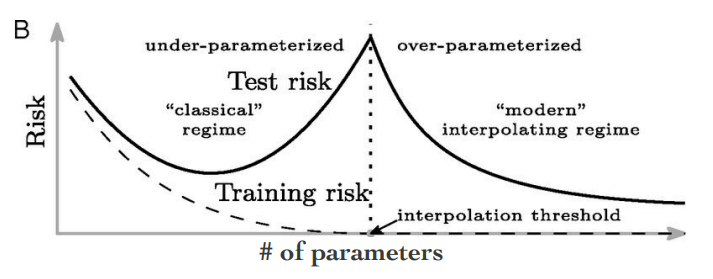 B
under-parameterized
over-parameterized
Test risk
“classical”
regime
“modern”
interpolating regime
Risk
Training risk
interpolation threshold
# of parameters